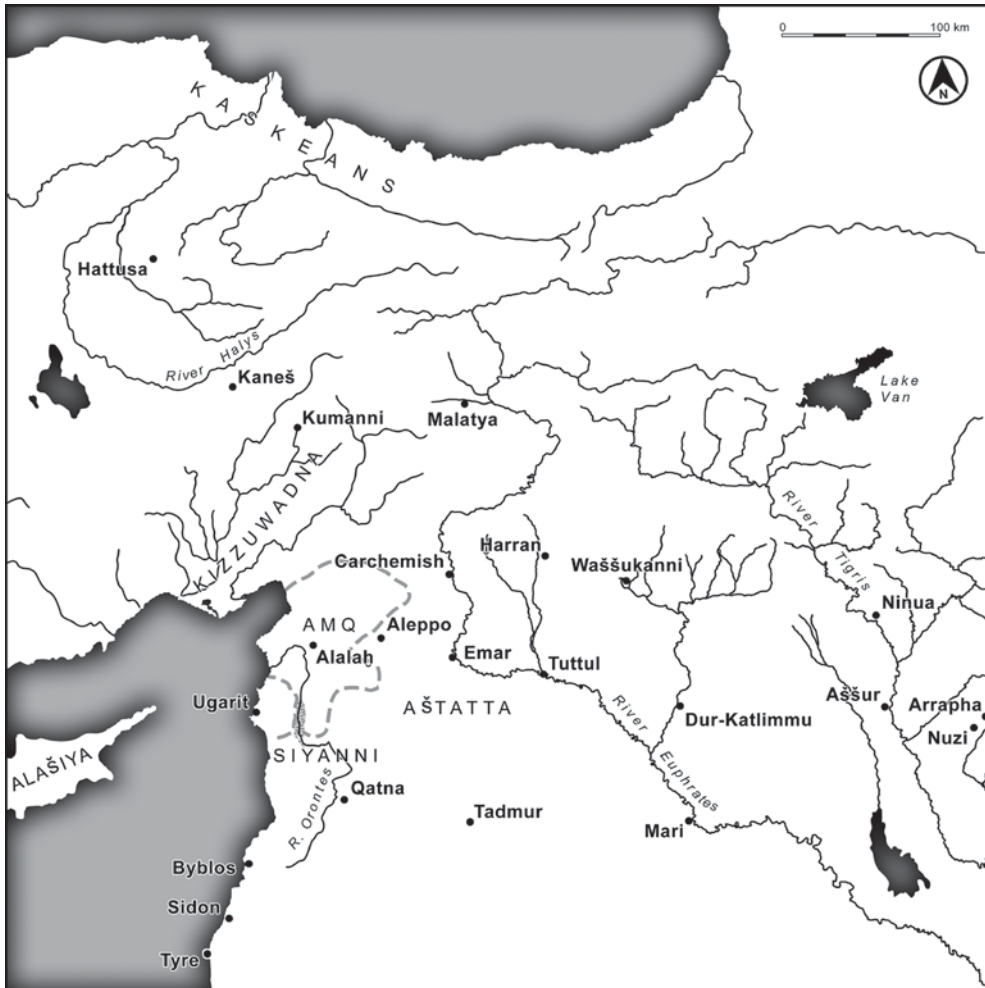 0 100 km
N
KASKEANS
Hattusa
River Halys
Kaneš
Lake
Van
Kumanni
Malatya
KIZZUWADNA
River Tigris
Harran
Carchemish
Waššukanni
Ninua
AMQ
Aleppo
Alalah
Emar
Tuttul
Ugarit
AŠTATTA
River Euphrates
Dur-Katlimmu
Aššur
Arrapha
Nuzi
SIYANNI
ALAŠIYA
R. Orontes
Qatna
Tadmur
Mari
Byblos
Sidon
Tyre